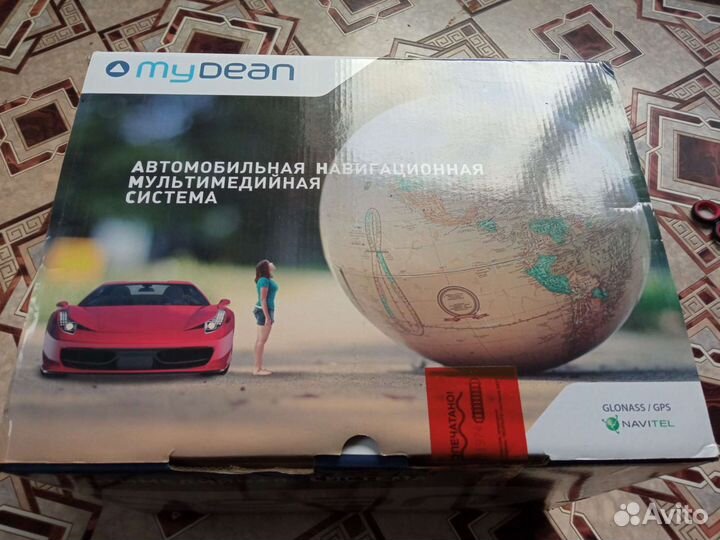 myDean
АВТОМОБИЛЬНАЯ НАВИГАЦИОННАЯ
МУЛЬТИМЕДИЙНАЯ
СИСТЕМА
GLONASS / GPS
NAVITEL
Avito